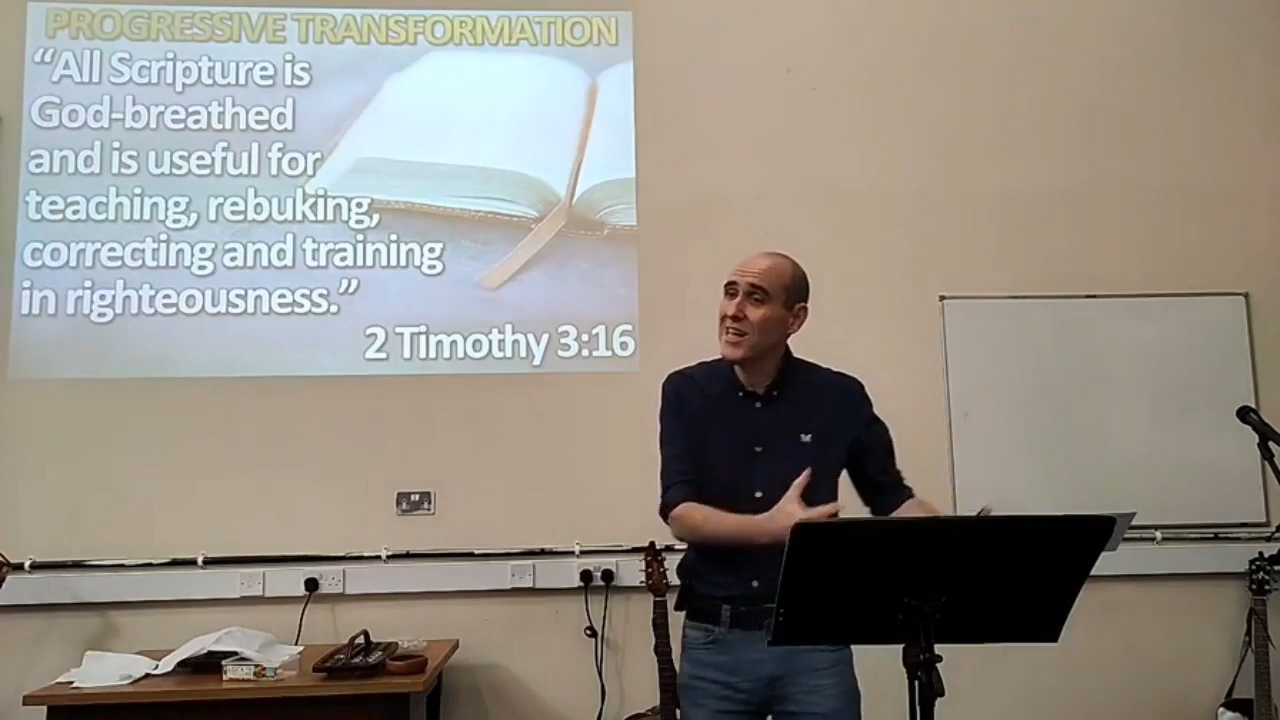 PROGRESSIVE TRANSFORMATION
“All Scripture is
God-breathed
and is useful for
teaching, rebuking,
correcting and training
in righteousness.”
2 Timothy 3:16